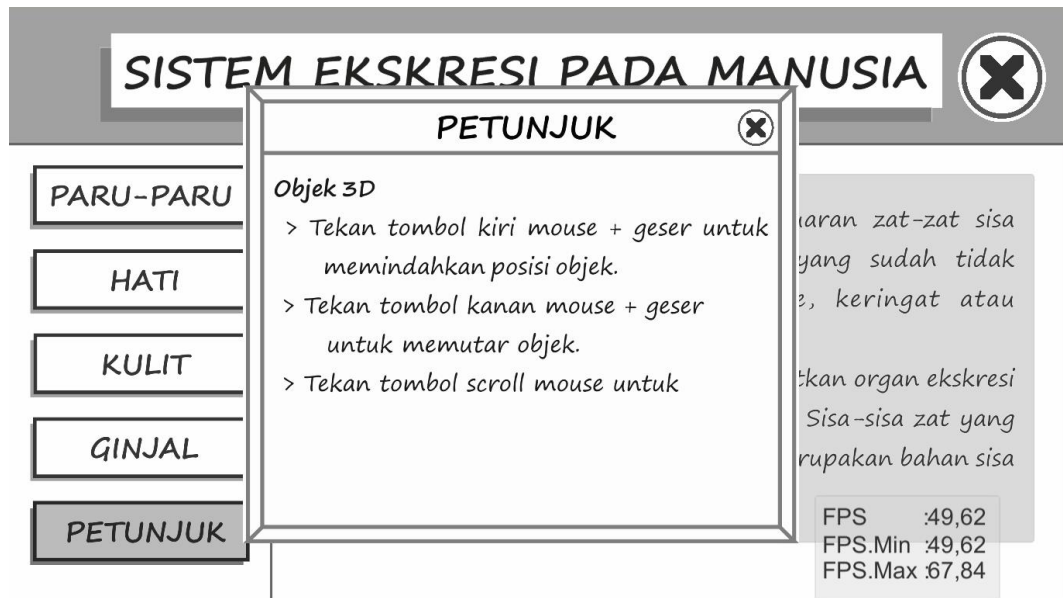 SISTEM EKSKRESI PADA MANUSIA
PETUNJUK
Objek 3D
> Tekan tombol kiri mouse + geser untuk
memindahkan posisi objek.
> Tekan tombol kanan mouse + geser
untuk memutar objek.
> Tekan tombol scroll mouse untuk
PARU-PARU
HATI
KULIT
GINJAL
PETUNJUK
zat-zat sisa
yang sudah tidak
, keringat atau
organ ekskresi
Sisa-sisa zat yang
bahan sisa
FPS :49,62
FPS.Min :49,62
FPS.Max :67,84